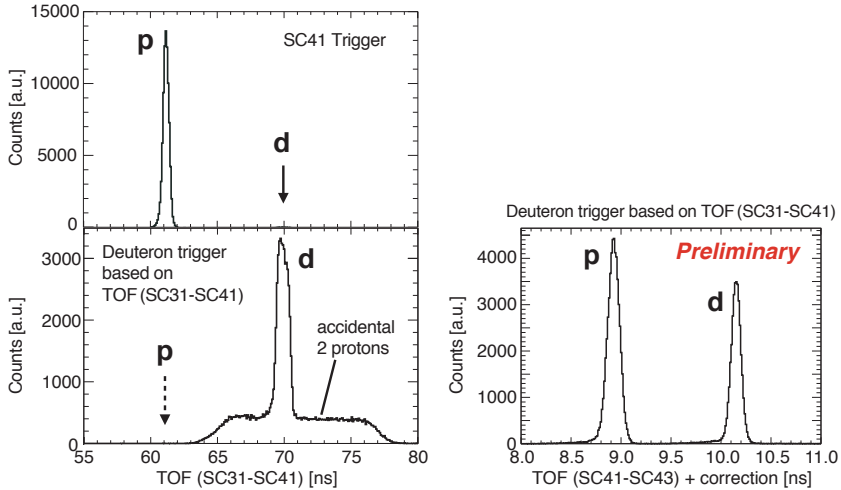 15000
10000
5000
0
Counts [a.u.]
p
SC41 Trigger
d
3000
2000
1000
0
Counts [a.u.]
Deuteron trigger
based on
TOF (SC31-SC41)
d
p
accidental
2 protons
55 60 65 70 75 80
TOF (SC31-SC41) [ns]
Deuteron trigger based on TOF (SC31-SC41)
4000
3000
2000
1000
0
Counts [a.u.]
p
Preliminary
d
8.0 8.5 9.0 9.5 10.0 10.5 11.0
TOF (SC41-SC43) + correction [ns]